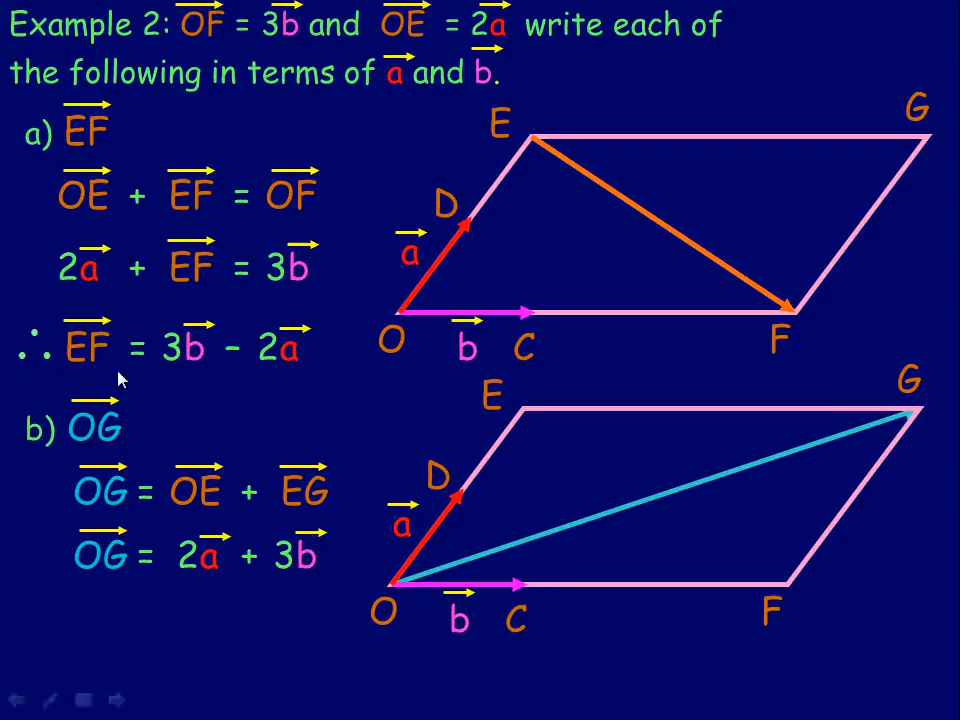 Example 2: OF = 3b and OE = 2a write each of
the following in terms of a and b.
a) EF
OE + EF = OF
2a + EF = 3b
∴ EF = 3b – 2a
b) OG
OG = OE + EG
OG = 2a + 3b
E
G
D
a
O
b
C
F
E
G
D
a
O
b
C
F